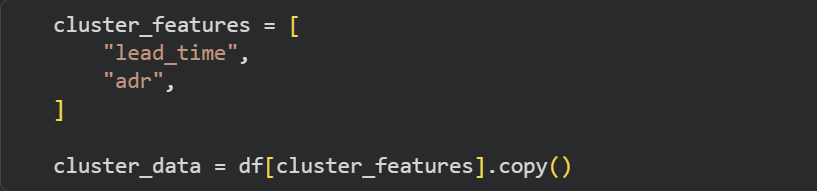 cluster_features = [
    "lead_time",
    "adr",
]

cluster_data = df[cluster_features].copy()